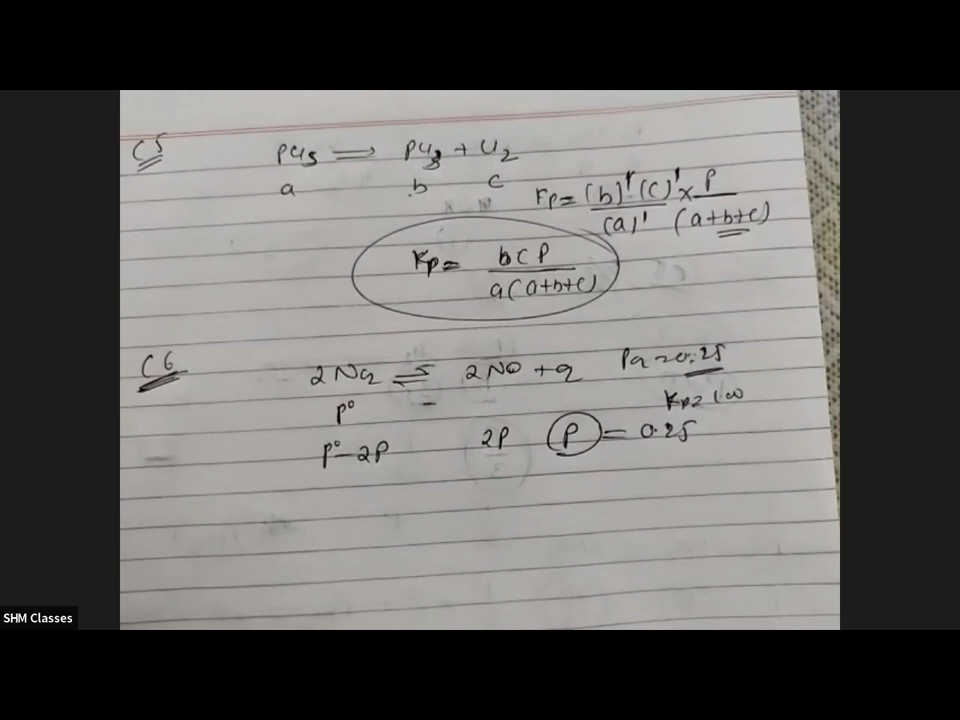 C5
PCl5 ⟶ PCl3 + Cl2
a b c
Kp = (b)¹ (c)¹ / (a)¹ × P / (a+b+c)
Kp = bCP / a(a+b+c)
C6
2NO2 ⇌ 2NO + O2 PO2 = 0.25
P° Kp = 100
P°-2P 2P P = 0.25
SHM Classes